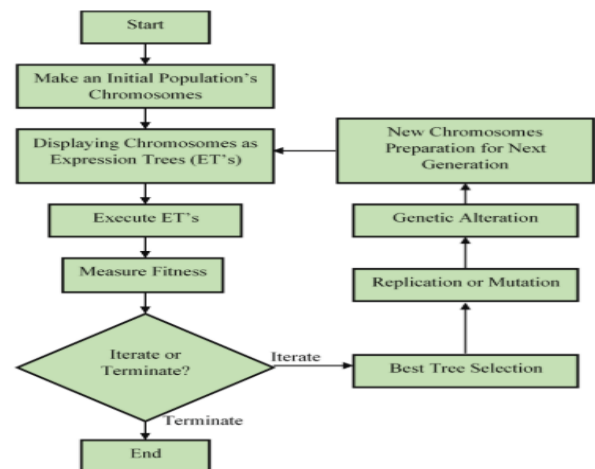 Start
Make an Initial Population's
Chromosomes
Displaying Chromosomes as
Expression Trees (ET's)
Execute ET's
Measure Fitness
Iterate or
Terminate?
Iterate
Terminate
End
Best Tree Selection
Replication or Mutation
Genetic Alteration
New Chromosomes
Preparation for Next
Generation